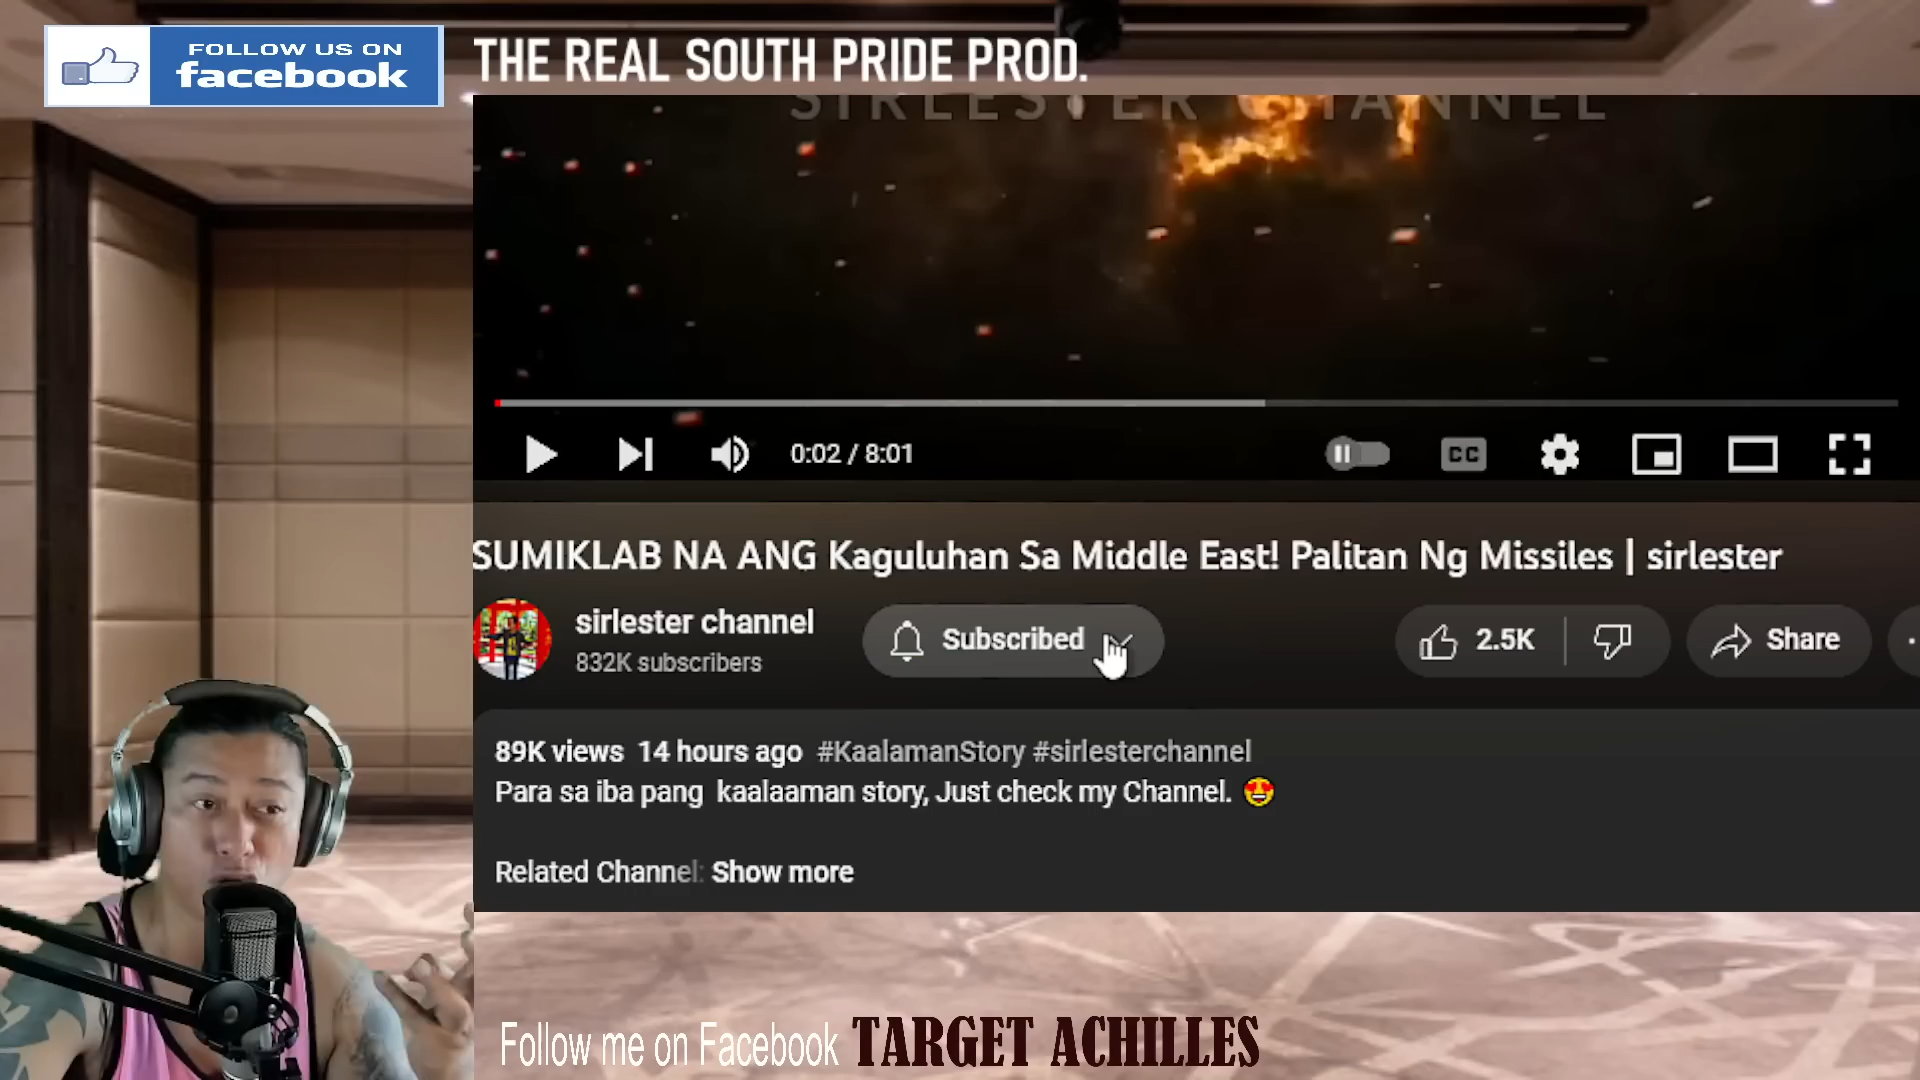 FOLLOW US ON
facebook
THE REAL SOUTH PRIDE PROD.
SIRLESTER CHANNEL
0:02 / 8:01
CC
SUMIKLAB NA ANG Kaguluhan Sa Middle East! Palitan Ng Missiles | sirlester
sirlester channel
832K subscribers
Subscribed
2.5K
Share
89K views 14 hours ago #KaalamanStory #sirlesterchannel
Para sa iba pang kaalaaman story, Just check my Channel. 😍
Related Channel: Show more
Follow me on Facebook TARGET ACHILLES